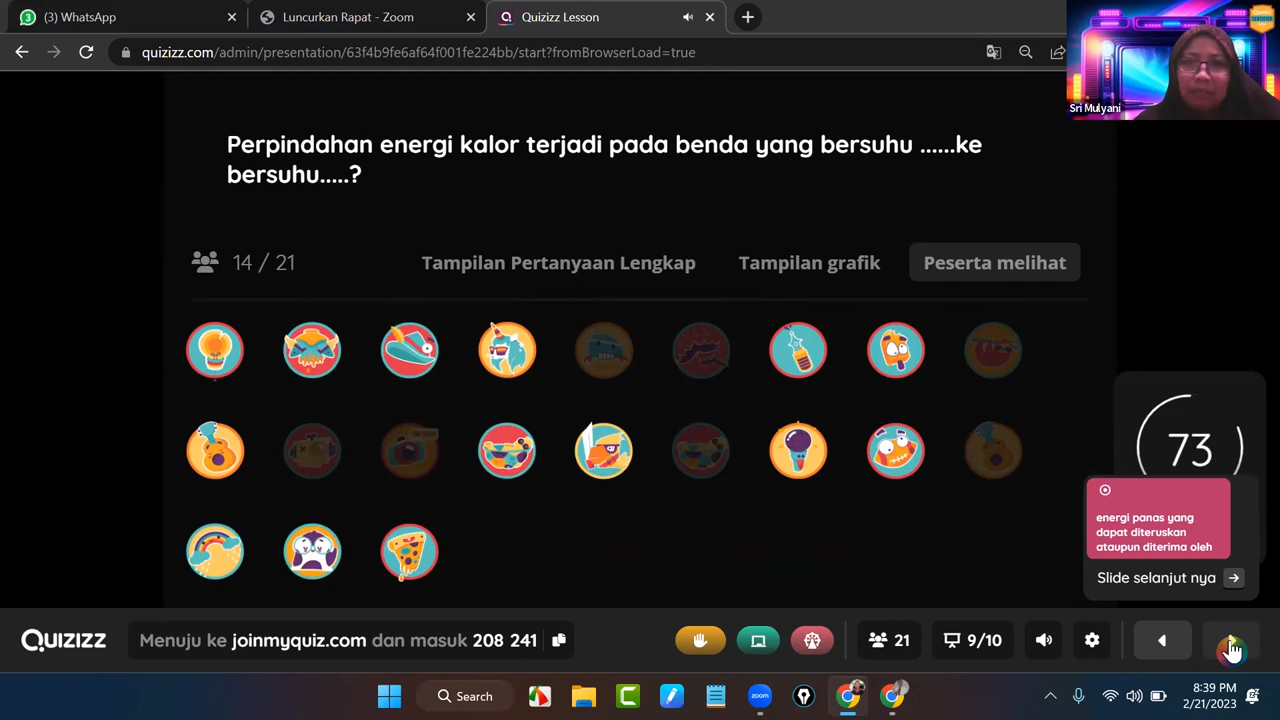 (3) WhatsApp
Luncurkan Rapat - Zoom
Quizizz Lesson
quizizz.com/admin/presentation/63f4b9fe6af64f001fe224bb/start?fromBrowserLoad=true
Sri Mulyani
Perpindahan energi kalor terjadi pada benda yang bersuhu ......ke
bersuhu.....?
14 / 21
Tampilan Pertanyaan Lengkap
Tampilan grafik
Peserta melihat
73
energi panas yang
dapat diteruskan
ataupun diterima oleh
Slide selanjut nya
Quizizz
Menuju ke joinmyquiz.com dan masuk 208 241
21
9/10
Search
zoom
8:39 PM
2/21/2023